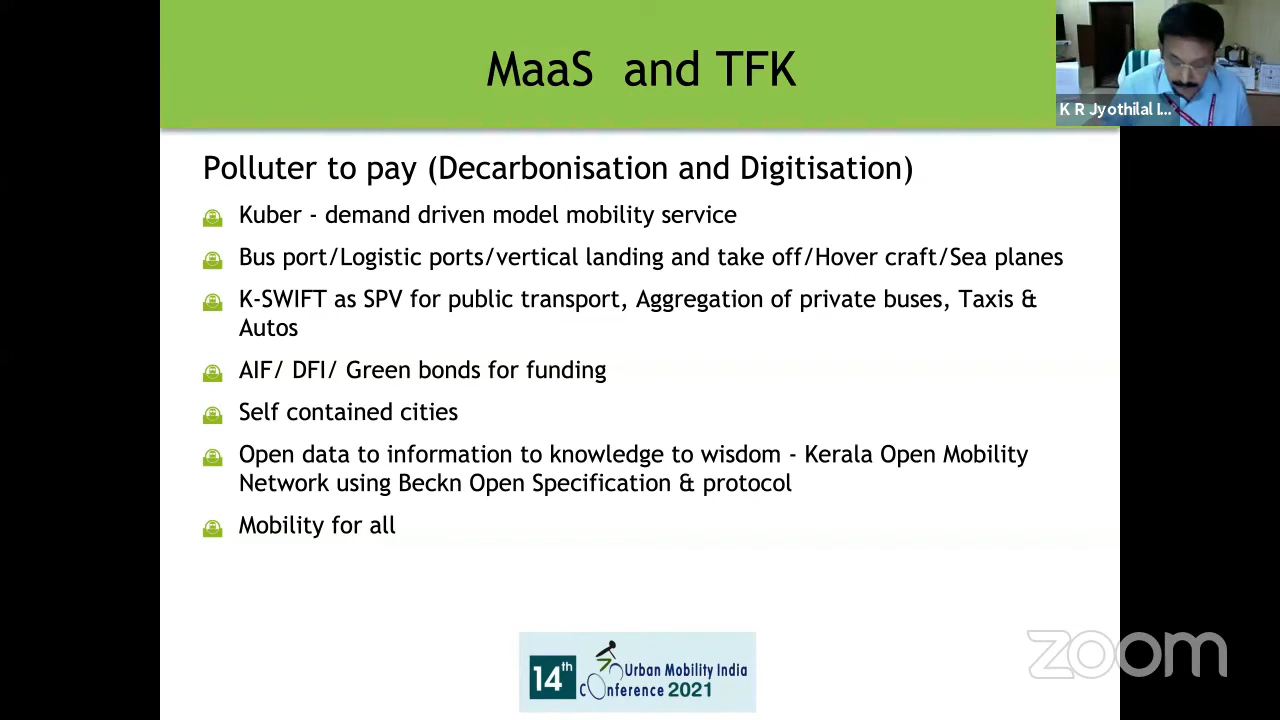 MaaS and TFK
K R Jyothilal I...
Polluter to pay (Decarbonisation and Digitisation)
Kuber - demand driven model mobility service
Bus port/Logistic ports/vertical landing and take off/Hover craft/Sea planes
K-SWIFT as SPV for public transport, Aggregation of private buses, Taxis &
Autos
AIF/ DFI/ Green bonds for funding
Self contained cities
Open data to information to knowledge to wisdom - Kerala Open Mobility
Network using Beckn Open Specification & protocol
Mobility for all
14th Urban Mobility India
Conference 2021
zoom